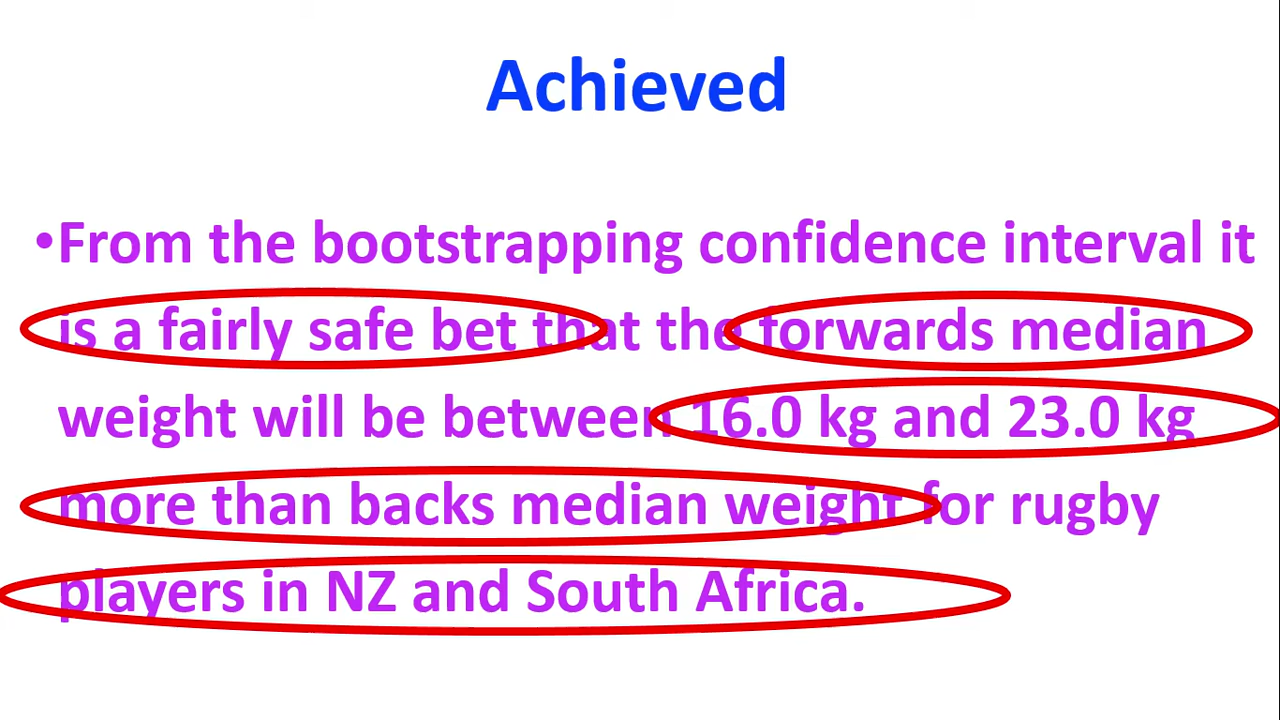 Achieved
•From the bootstrapping confidence interval it
is a fairly safe bet that the forwards median
weight will be between 16.0 kg and 23.0 kg
more than backs median weight for rugby
players in NZ and South Africa.